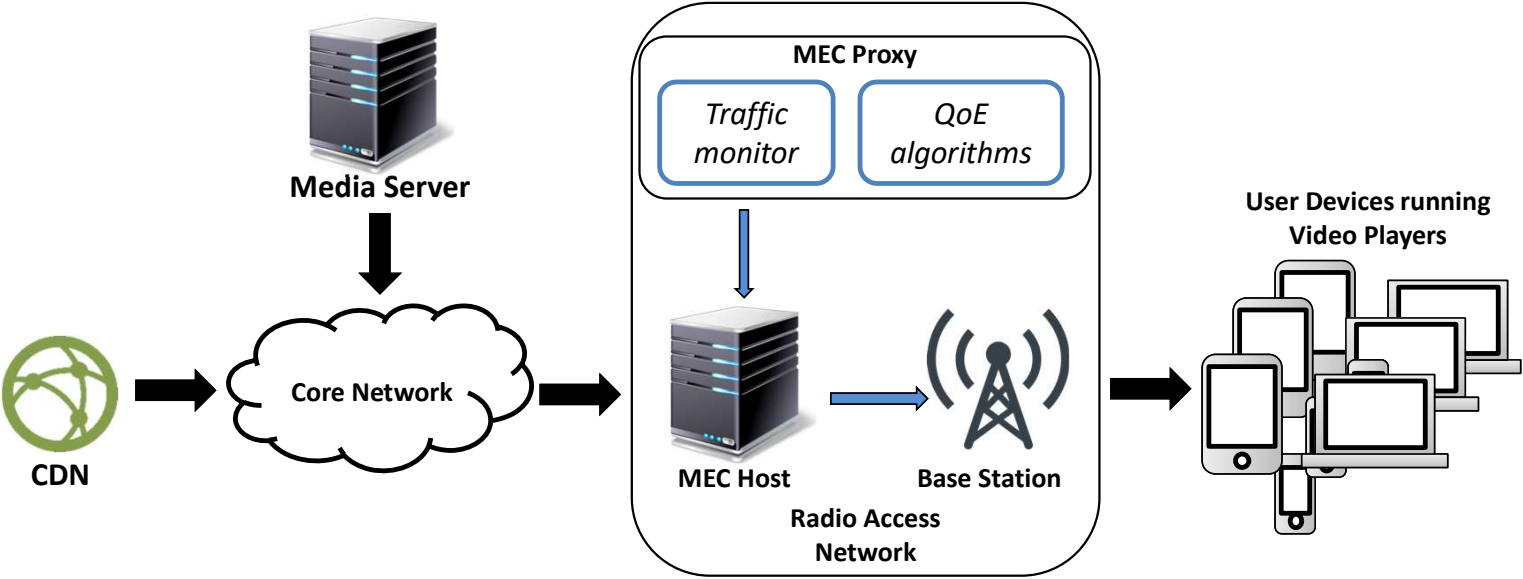 MEC Proxy
Traffic
monitor
QoE
algorithms
Media Server
User Devices running
Video Players
Core Network
CDN
MEC Host
Base Station
Radio Access
Network